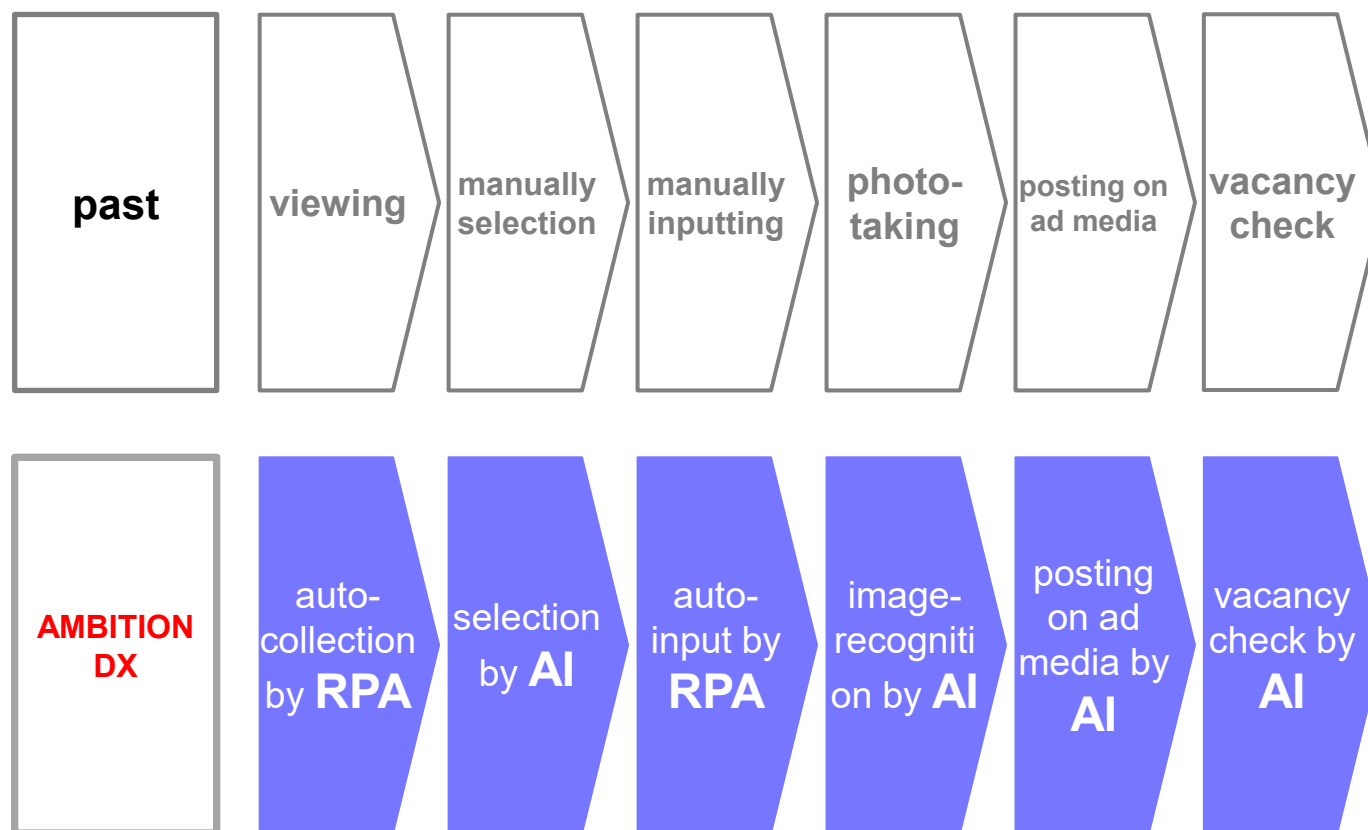 past
viewing
manually
selection
manually
inputting
photo-
taking
posting on
ad media
vacancy
check
AMBITION
DX
auto-
collection
by RPA
selection
by AI
auto-
input by
RPA
image-
recogniti
on by AI
posting
on ad
media by
AI
vacancy
check by
AI